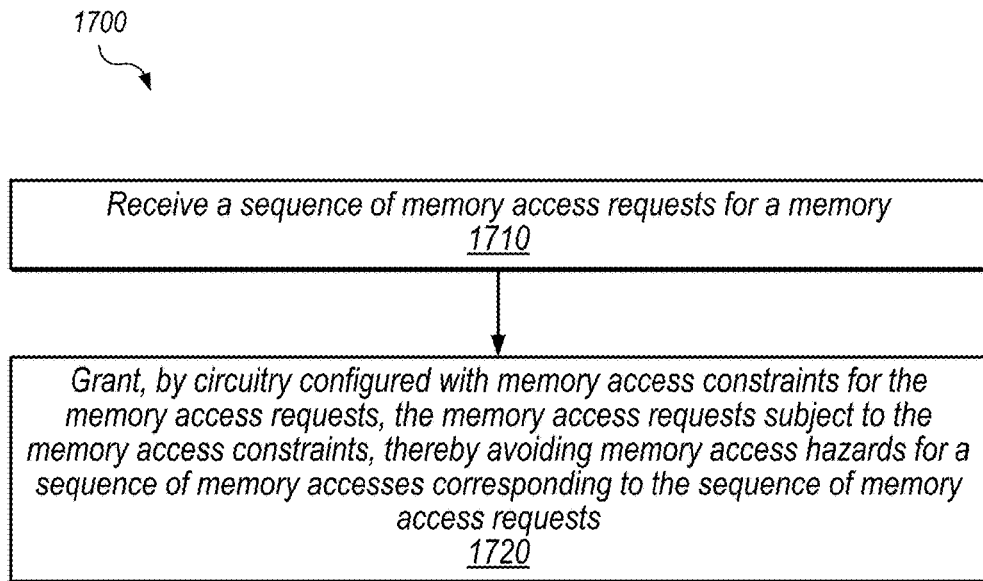 1700
Receive a sequence of memory access requests for a memory
1710
Grant, by circuitry configured with memory access constraints for the
memory access requests, the memory access requests subject to the
memory access constraints, thereby avoiding memory access hazards for a
sequence of memory accesses corresponding to the sequence of memory
access requests
1720